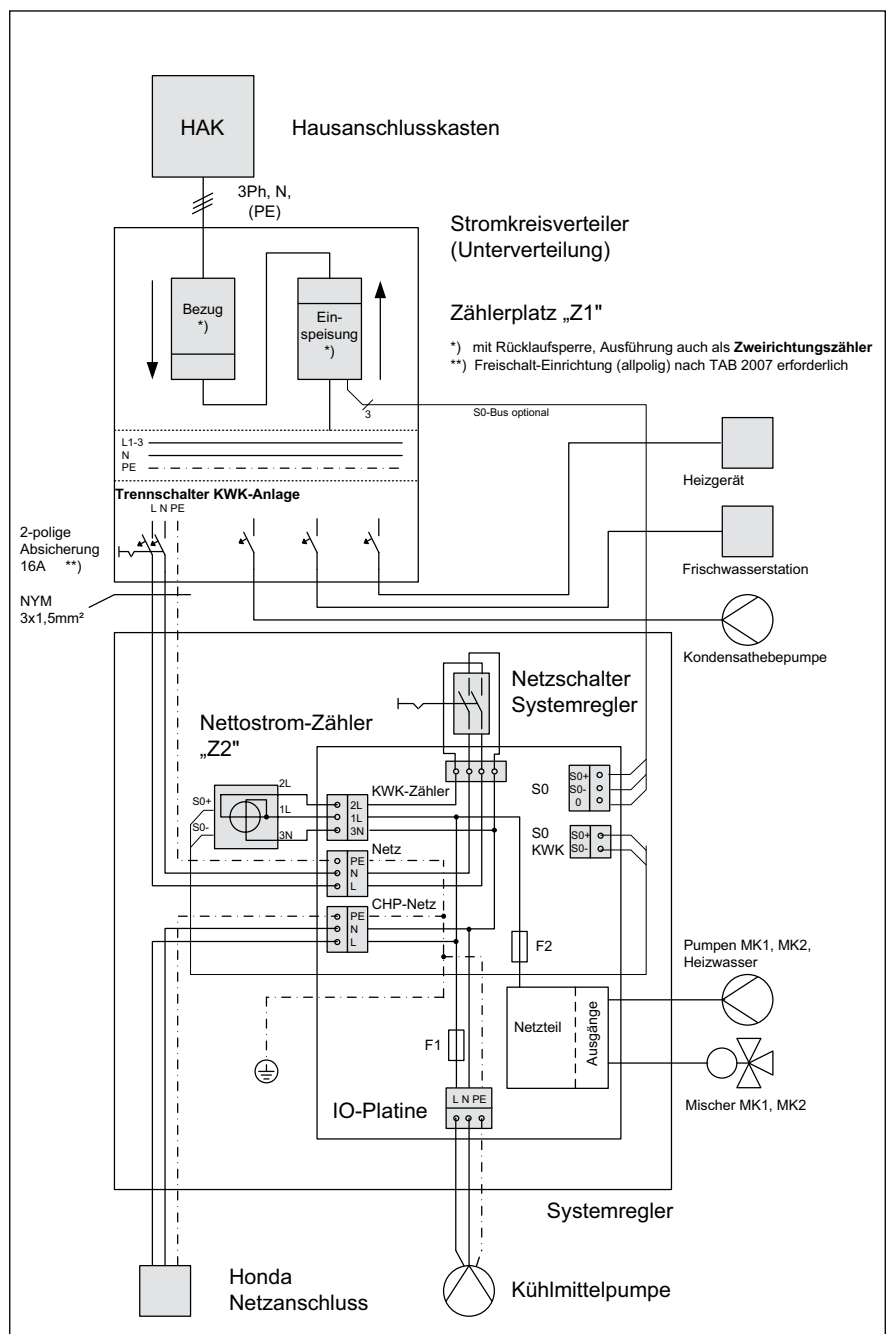 HAK
Hausanschlusskasten
3Ph, N,
(PE)
Stromkreisverteiler
(Unterverteilung)
Bezug
*)
Ein-
speisung
*)
Zählerplatz „Z1"
*) mit Rücklaufsperre, Ausführung auch als Zweirichtungszähler
**) Freischalt-Einrichtung (allpolig) nach TAB 2007 erforderlich
3
S0-Bus optional
L1-3
N
PE
Heizgerät
Trennschalter KWK-Anlage
L N PE
2-polige
Absicherung
16A **)
Frischwasserstation
NYM
3x1,5mm²
Kondensathebepumpe
Netzschalter
Systemregler
Nettostrom-Zähler
„Z2"
2L
1L
3N
S0+
S0-
KWK-Zähler
2L
1L
3N
S0
S0+
S0-
0
S0
KWK
S0+
S0-
Netz
PE
N
L
CHP-Netz
PE
N
L
F2
Pumpen MK1, MK2,
Heizwasser
Netzteil
Ausgänge
F1
Mischer MK1, MK2
IO-Platine
L N PE
Systemregler
Honda
Netzanschluss
Kühlmittelpumpe